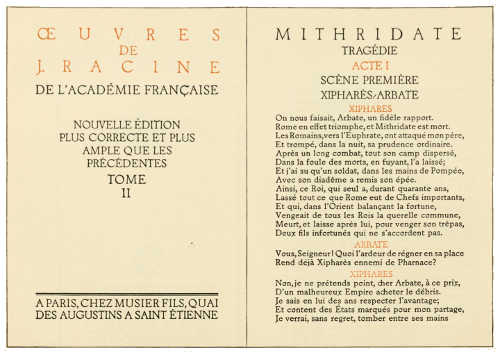 ŒUVRES
DE
J. RACINE
DE L'ACADÉMIE FRANÇAISE
NOUVELLE ÉDITION
PLUS CORRECTE ET PLUS
AMPLE QUE LES
PRÉCÉDENTES
TOME
II
A PARIS, CHEZ MUSIER FILS, QUAI
DES AUGUSTINS A SAINT ÉTIENNE
MITHRIDATE
TRAGÉDIE
ACTE I
SCÈNE PREMIÈRE
XIPHARÈS/ARBATE
XIPHARES
On nous faisait, Arbate, un fidèle rapport.
Rome en effet triomphe, et Mithridate est mort.
Les Romains, vers l'Euphrate, ont attaqué mon père,
Et trompé, dans la nuit, sa prudence ordinaire.
Après un long combat, tout son camp dispersé,
Dans la foule des morts, en fuyant, l'a laissé;
Et j'ai su qu'un soldat, dans les mains de Pompée,
Avec son diadème a remis son épée.
Ainsi, ce Roi, qui seul a, durant quarante ans,
Lassé tout ce que Rome eut de Chefs importants,
Et qui, dans l'Orient balançant la fortune,
Vengeait de tous les Rois la querelle commune,
Meurt, et laisse après lui, pour venger son trépas,
Deux fils infortunés qui ne s'accordent pas.
ARBATE
Vous, Seigneur! Quoi l'ardeur de régner en sa place
Rend déjà Xipharès ennemi de Pharnace?
XIPHARES
Non, je ne prétends point, cher Arbate, à ce prix,
D'un malheureux Empire acheter le débris.
Je sais en lui des ans respecter l'avantage;
Et content des États marqués pour mon partage,
Je verrai, sans regret, tomber entre ses mains